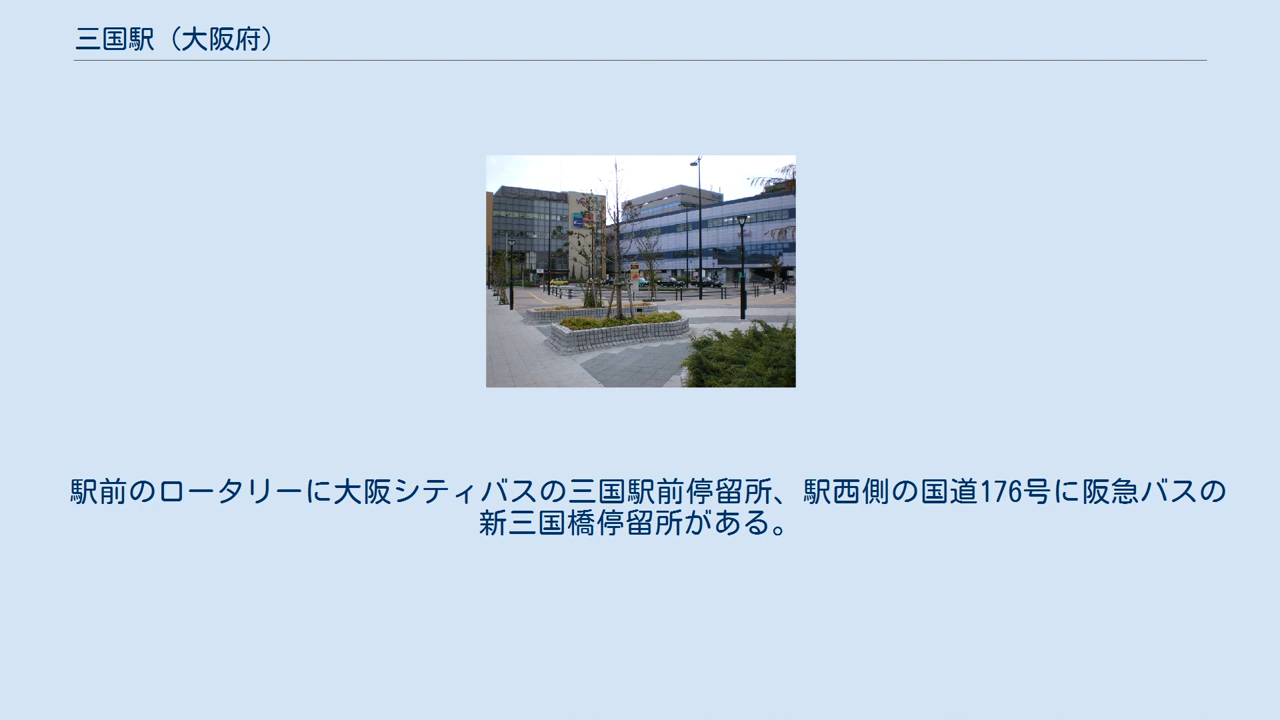 三国駅（大阪府）
駅前のロータリーに大阪シティバスの三国駅前停留所、駅西側の国道176号に阪急バスの
新三国橋停留所がある。